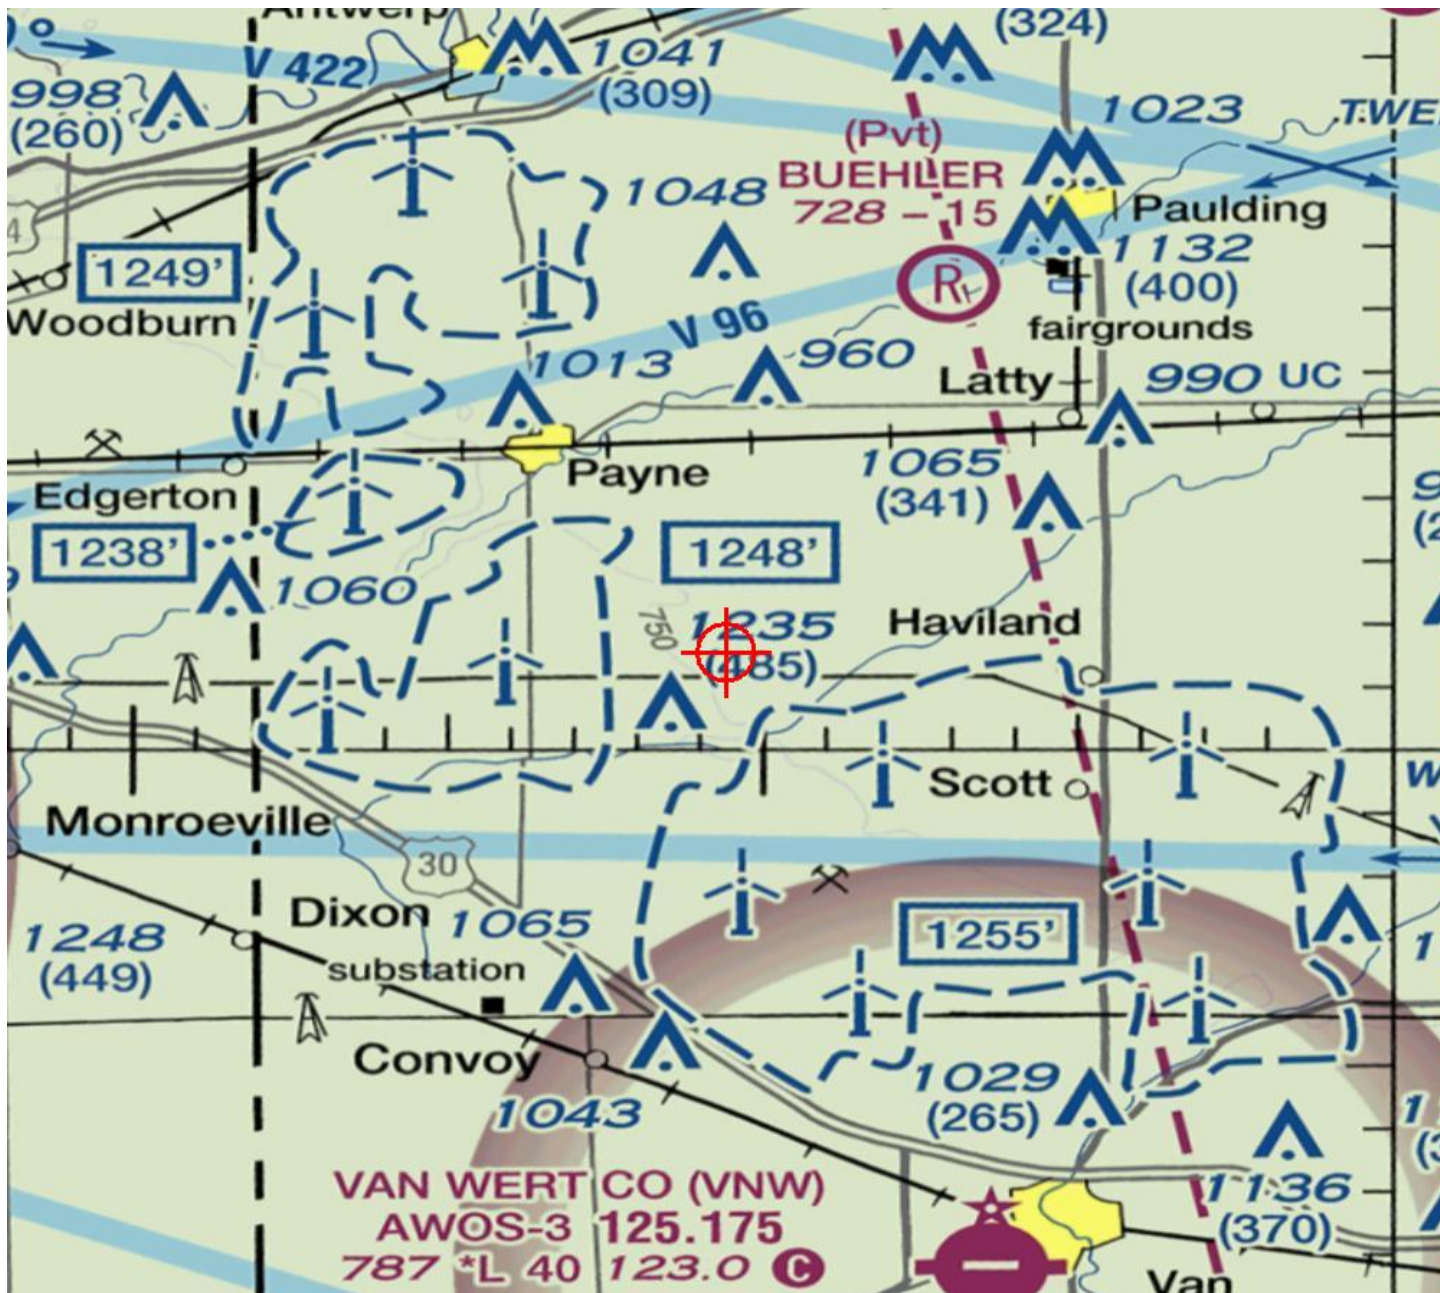 Antwerp
V 422
1041
(309)
(324)
998
(260)
1023
(Pvt)
BUEHLER
728 - 15
R
1048
Paulding
1132
(400)
fairgrounds
4
1249'
Woodburn
V 96
1013
960
Latty
990 UC
Edgerton
Payne
1065
(341)
1238'
1060
1248'
750
1235
(485)
Haviland
Monroeville
Scott
30
Dixon
1065
substation
1248
(449)
1255'
Convoy
1043
1029
(265)
VAN WERT CO (VNW)
AWOS-3 125.175
787 *L 40 123.0 C
1136
(370)
Van